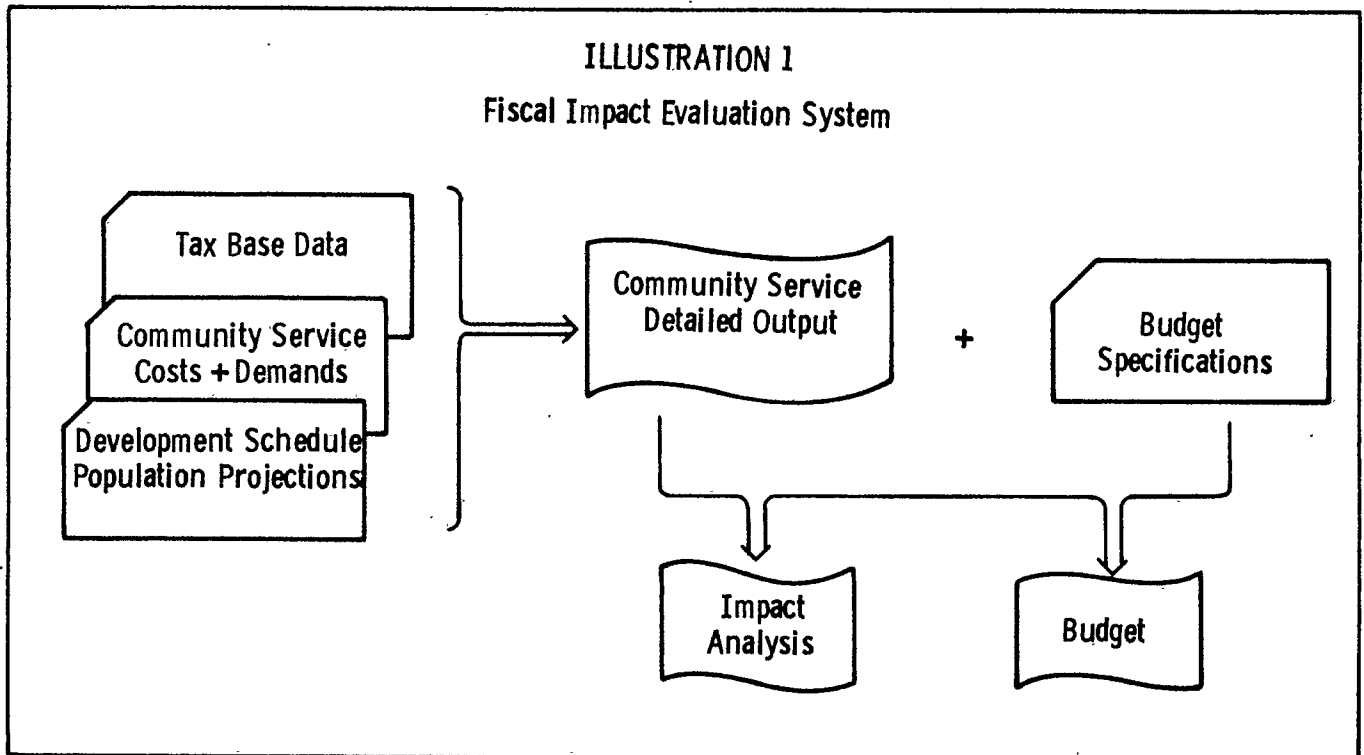 ILLUSTRATION 1
Fiscal Impact Evaluation System
Tax Base Data
Community Service
Costs + Demands
Development Schedule
Population Projections
Community Service
Detailed Output
+
Budget
Specifications
Impact
Analysis
Budget